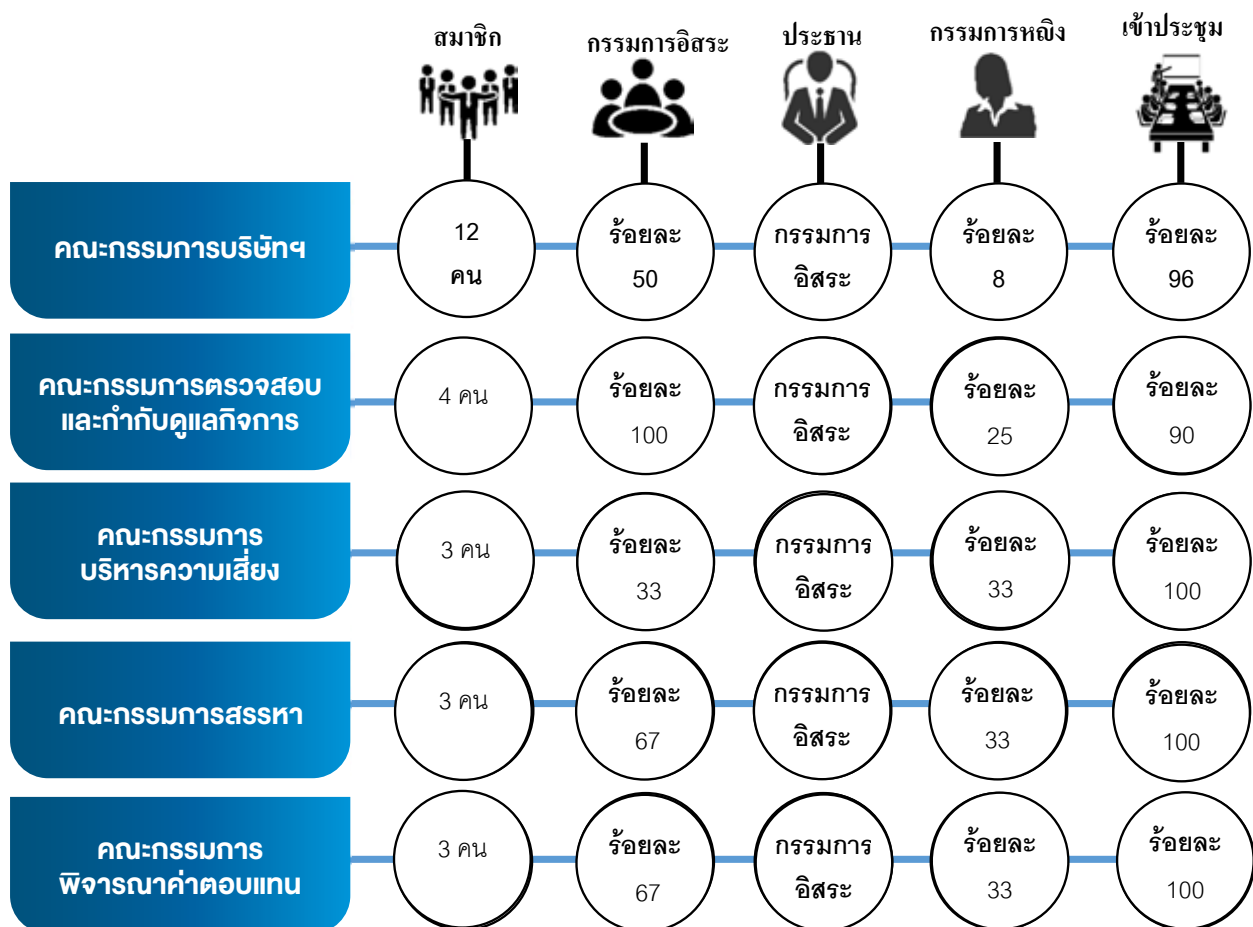 สมาชิก
กรรมการอิสระ
ประธาน
กรรมการหญิง
เข้าประชุม
คณะกรรมการบริษัทฯ
12
คน
ร้อยละ
50
กรรมการ
อิสระ
ร้อยละ
8
ร้อยละ
96
คณะกรรมการตรวจสอบ
และกำกับดูแลกิจการ
4 คน
ร้อยละ
100
กรรมการ
อิสระ
ร้อยละ
25
ร้อยละ
90
คณะกรรมการ
บริหารความเสี่ยง
3 คน
ร้อยละ
33
กรรมการ
อิสระ
ร้อยละ
33
ร้อยละ
100
คณะกรรมการสรรหา
3 คน
ร้อยละ
67
กรรมการ
อิสระ
ร้อยละ
33
ร้อยละ
100
คณะกรรมการ
พิจารณาค่าตอบแทน
3 คน
ร้อยละ
67
กรรมการ
อิสระ
ร้อยละ
33
ร้อยละ
100